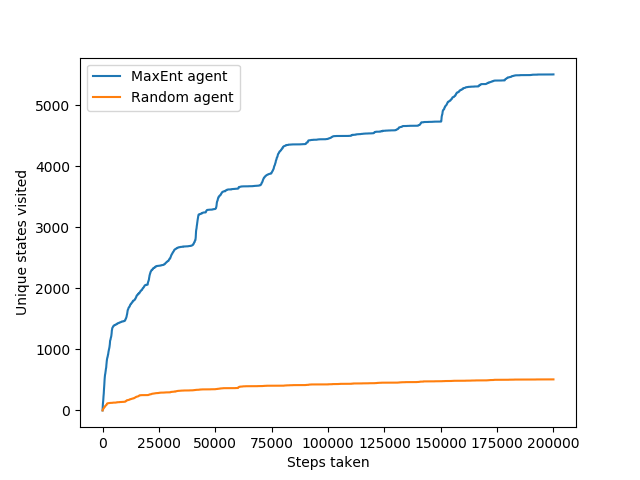 MaxEnt agent
Random agent
Unique states visited
5000
4000
3000
2000
1000
0
0 25000 50000 75000 100000 125000 150000 175000 200000
Steps taken